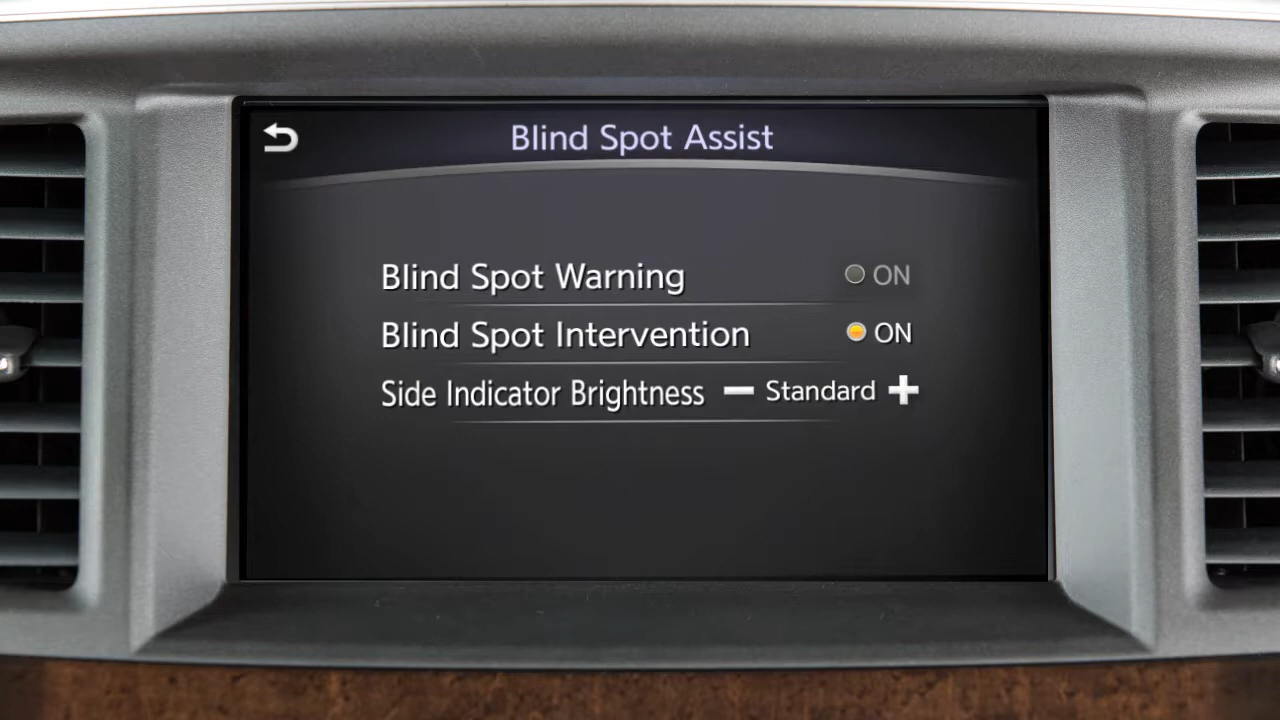 Blind Spot Assist
Blind Spot Warning ON
Blind Spot Intervention ON
Side Indicator Brightness Standard